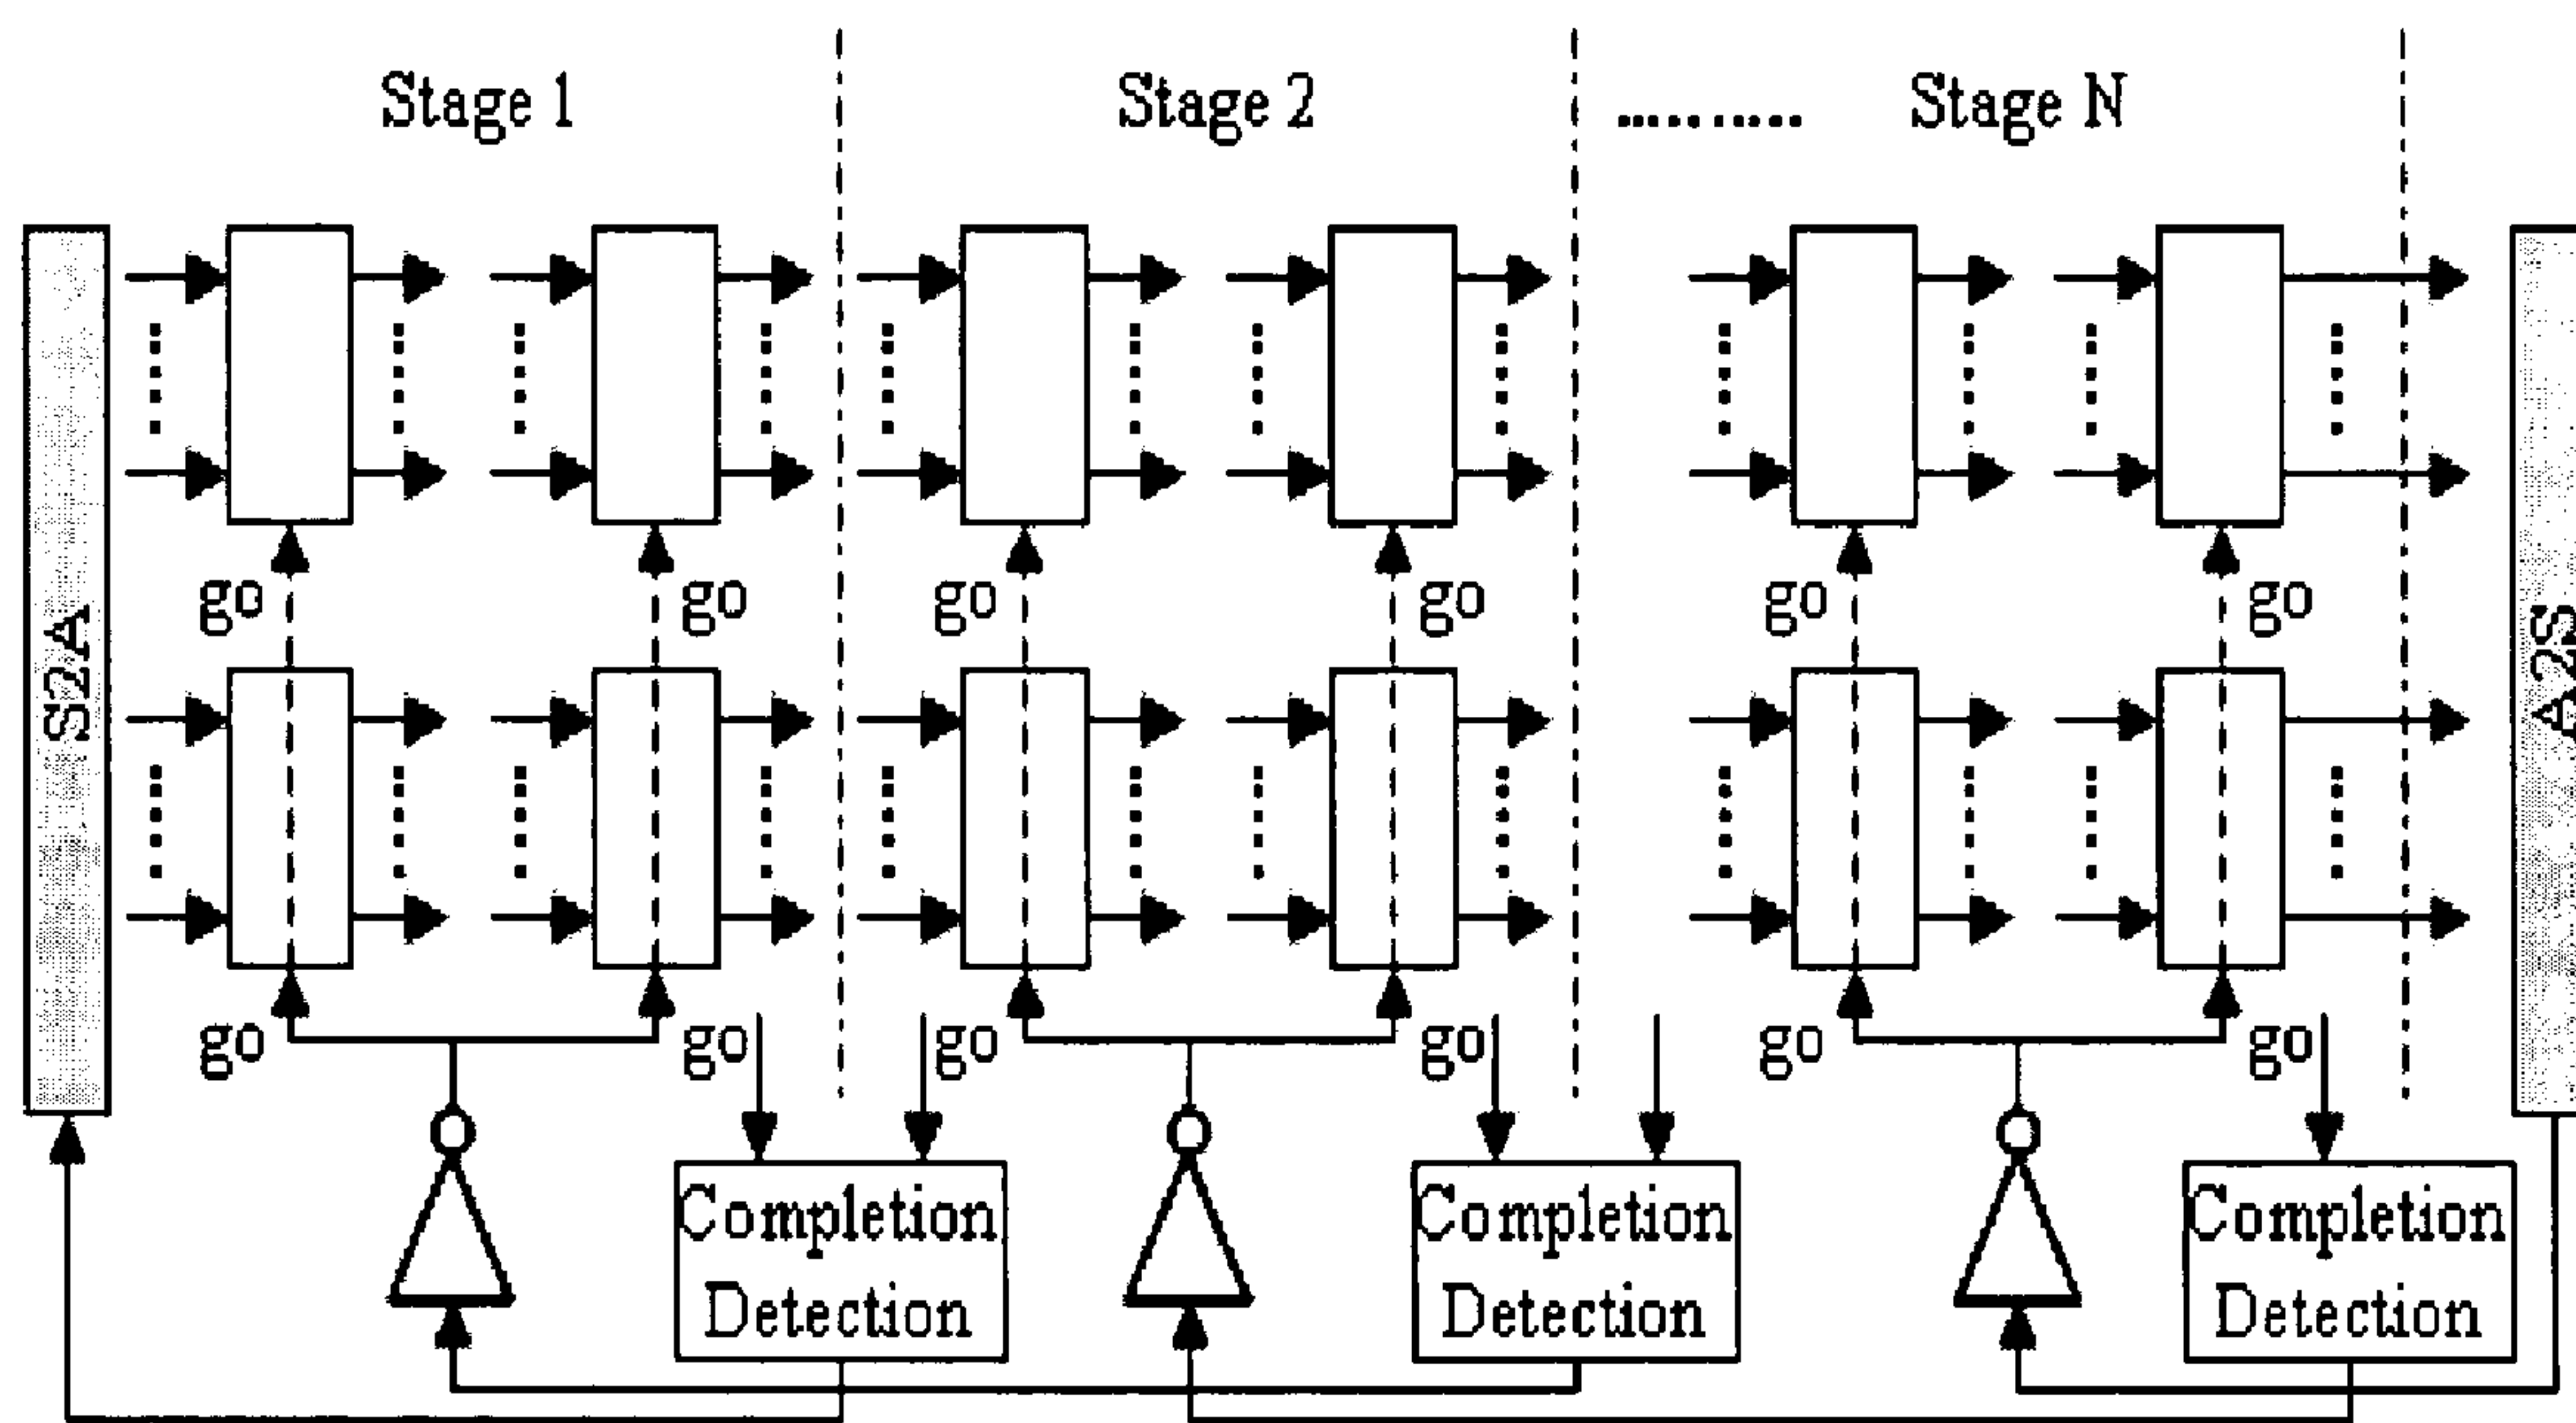 Stage 1
Stage 2
..........
Stage N
go
go
go
go
go
go
S2A
A2S
go
go
go
go
go
go
Completion
Detection
Completion
Detection
Completion
Detection